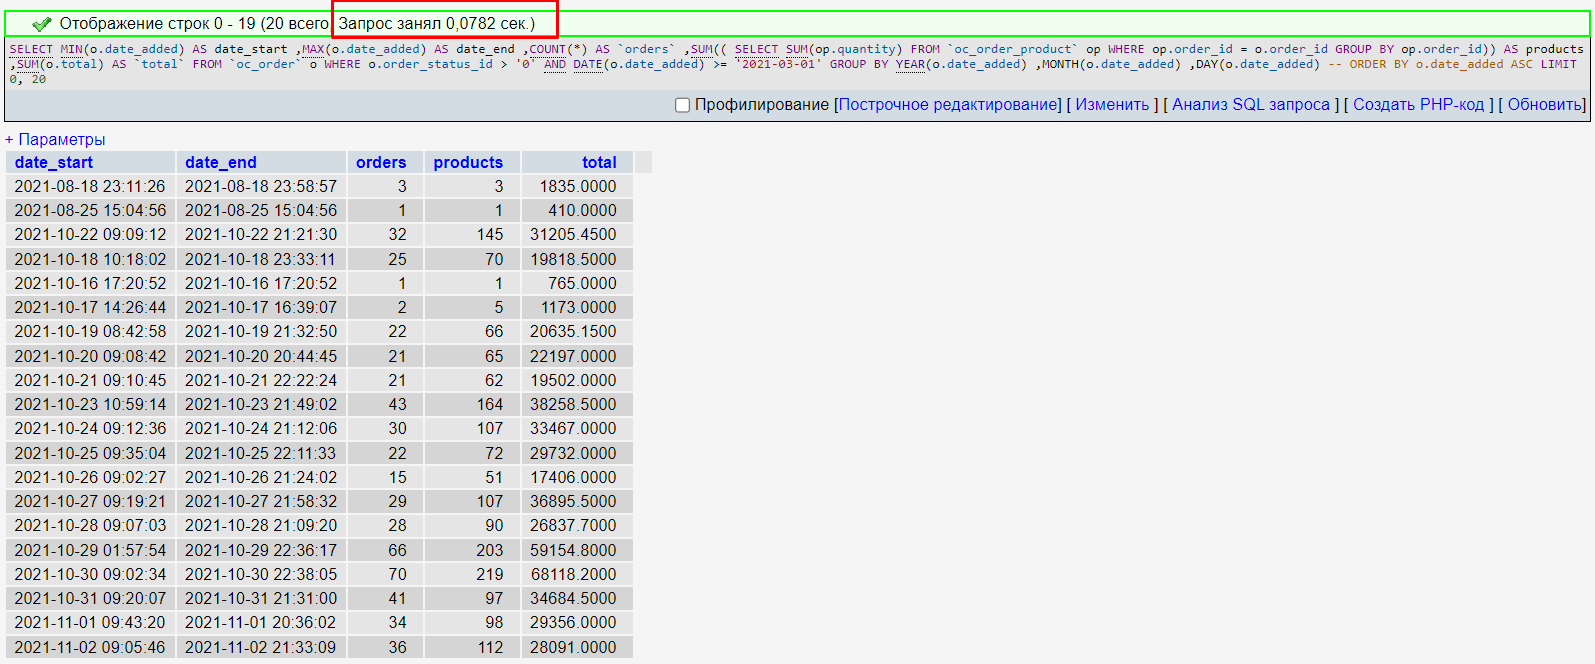 Отображение строк 0 - 19 (20 всего, Запрос занял 0,0782 сек.)
SELECT MIN(o.date_added) AS date_start ,MAX(o.date_added) AS date_end ,COUNT(*) AS `orders` ,SUM(( SELECT SUM(op.quantity) FROM `oc_order_product` op WHERE op.order_id = o.order_id GROUP BY op.order_id)) AS products
,SUM(o.total) AS `total` FROM `oc_order` o WHERE o.order_status_id > '0' AND DATE(o.date_added) >= '2021-03-01' GROUP BY YEAR(o.date_added) ,MONTH(o.date_added) ,DAY(o.date_added) -- ORDER BY o.date_added ASC LIMIT
0, 20
Профилирование [Построчное редактирование] [ Изменить ] [ Анализ SQL запроса ] [ Создать PHP-код ] [ Обновить]
+ Параметры
date_start date_end orders products total
2021-08-18 23:11:26 2021-08-18 23:58:57 3 3 1835.0000
2021-08-25 15:04:56 2021-08-25 15:04:56 1 1 410.0000
2021-10-22 09:09:12 2021-10-22 21:21:30 32 145 31205.4500
2021-10-18 10:18:02 2021-10-18 23:33:11 25 70 19818.5000
2021-10-16 17:20:52 2021-10-16 17:20:52 1 1 765.0000
2021-10-17 14:26:44 2021-10-17 16:39:07 2 5 1173.0000
2021-10-19 08:42:58 2021-10-19 21:32:50 22 66 20635.1500
2021-10-20 09:08:42 2021-10-20 20:44:45 21 65 22197.0000
2021-10-21 09:10:45 2021-10-21 22:22:24 21 62 19502.0000
2021-10-23 10:59:14 2021-10-23 21:49:02 43 164 38258.5000
2021-10-24 09:12:36 2021-10-24 21:12:06 30 107 33467.0000
2021-10-25 09:35:04 2021-10-25 22:11:33 22 72 29732.0000
2021-10-26 09:02:27 2021-10-26 21:24:02 15 51 17406.0000
2021-10-27 09:19:21 2021-10-27 21:58:32 29 107 36895.5000
2021-10-28 09:07:03 2021-10-28 21:09:20 28 90 26837.7000
2021-10-29 01:57:54 2021-10-29 22:36:17 66 203 59154.8000
2021-10-30 09:02:34 2021-10-30 22:38:05 70 219 68118.2000
2021-10-31 09:20:07 2021-10-31 21:31:00 41 97 34684.5000
2021-11-01 09:43:20 2021-11-01 20:36:02 34 98 29356.0000
2021-11-02 09:05:46 2021-11-02 21:33:09 36 112 28091.0000